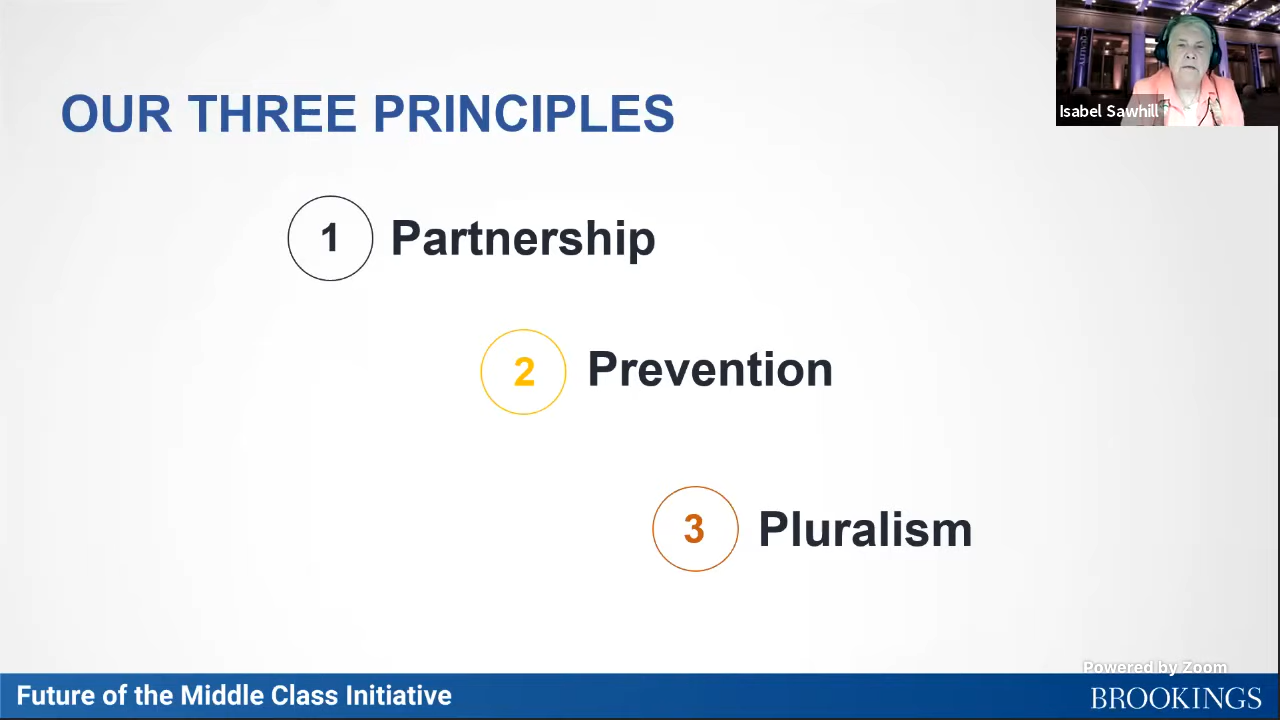 OUR THREE PRINCIPLES
Isabel Sawhill
1 Partnership
2 Prevention
3 Pluralism
Powered by Zoom
Future of the Middle Class Initiative
BROOKINGS